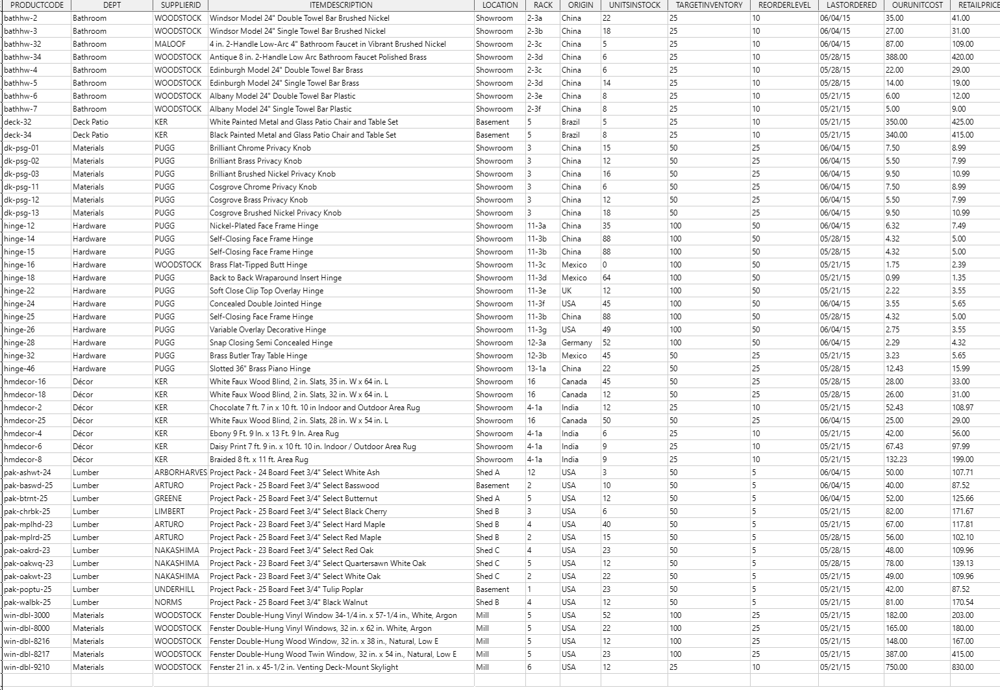 PRODUCTCODE DEPT SUPPLIERID ITEMDESCRIPTION LOCATION RACK ORIGIN UNITSINSTOCK TARGETINVENTORY REORDERLEVEL LASTORDERED OURUNITCOST RETAILPRICE
bathhw-2 Bathroom WOODSTOCK Windsor Model 24" Double Towel Bar Brushed Nickel Showroom 2-3a China 22 25 10 06/04/15 35.00 41.00
bathhw-3 Bathroom WOODSTOCK Windsor Model 24" Single Towel Bar Brushed Nickel Showroom 2-3b China 18 25 10 06/04/15 27.00 31.00
bathhw-32 Bathroom MALOOF 4 in. 2-Handle Low-Arc 4" Bathroom Faucet in Vibrant Brushed Nickel Showroom 2-3c China 5 25 10 06/04/15 87.00 109.00
bathhw-34 Bathroom WOODSTOCK Antique 8 in. 2-Handle Low Arc Bathroom Faucet Polished Brass Showroom 2-3d China 6 25 10 05/28/15 388.00 420.00
bathhw-4 Bathroom WOODSTOCK Edinburgh Model 24" Double Towel Bar Brass Showroom 2-3c China 6 25 10 05/28/15 22.00 29.00
bathhw-5 Bathroom WOODSTOCK Edinburgh Model 24" Single Towel Bar Brass Showroom 2-3d China 14 25 10 05/28/15 14.00 19.00
bathhw-6 Bathroom WOODSTOCK Albany Model 24" Double Towel Bar Plastic Showroom 2-3e China 8 25 10 05/21/15 6.00 12.00
bathhw-7 Bathroom WOODSTOCK Albany Model 24" Single Towel Bar Plastic Showroom 2-3f China 8 25 10 05/21/15 5.00 9.00
deck-32 Deck Patio KER White Painted Metal and Glass Patio Chair and Table Set Basement 5 Brazil 5 25 10 05/21/15 350.00 425.00
deck-34 Deck Patio KER Black Painted Metal and Glass Patio Chair and Table Set Basement 5 Brazil 8 25 10 05/21/15 340.00 415.00
dk-psg-01 Materials PUGG Brilliant Chrome Privacy Knob Showroom 3 China 15 50 25 06/04/15 7.50 8.99
dk-psg-02 Materials PUGG Brilliant Brass Privacy Knob Showroom 3 China 12 50 25 06/04/15 5.50 7.99
dk-psg-03 Materials PUGG Brilliant Brushed Nickel Privacy Knob Showroom 3 China 16 50 25 06/04/15 9.50 10.99
dk-psg-11 Materials PUGG Cosgrove Chrome Privacy Knob Showroom 3 China 6 50 25 06/04/15 7.50 8.99
dk-psg-12 Materials PUGG Cosgrove Brass Privacy Knob Showroom 3 China 12 50 25 06/04/15 5.50 7.99
dk-psg-13 Materials PUGG Cosgrove Brushed Nickel Privacy Knob Showroom 3 China 18 50 25 06/04/15 9.50 10.99
hinge-12 Hardware PUGG Nickel-Plated Face Frame Hinge Showroom 11-3a China 35 100 50 06/04/15 6.32 7.49
hinge-14 Hardware PUGG Self-Closing Face Frame Hinge Showroom 11-3b China 88 100 50 05/28/15 4.32 5.00
hinge-15 Hardware PUGG Self-Closing Face Frame Hinge Showroom 11-3b China 88 100 50 05/28/15 4.32 5.00
hinge-16 Hardware WOODSTOCK Brass Flat-Tipped Butt Hinge Showroom 11-3c Mexico 0 100 50 05/21/15 1.75 2.39
hinge-18 Hardware PUGG Back to Back Wraparound Insert Hinge Showroom 11-3d Mexico 64 100 50 05/21/15 0.99 1.35
hinge-22 Hardware PUGG Soft Close Clip Top Overlay Hinge Showroom 11-3e UK 12 100 50 05/21/15 2.22 3.55
hinge-24 Hardware PUGG Concealed Double Jointed Hinge Showroom 11-3f USA 45 100 50 06/04/15 3.55 5.65
hinge-25 Hardware PUGG Self-Closing Face Frame Hinge Showroom 11-3b China 88 100 50 05/28/15 4.32 5.00
hinge-26 Hardware PUGG Variable Overlay Decorative Hinge Showroom 11-3g USA 49 100 50 06/04/15 2.75 3.55
hinge-28 Hardware PUGG Snap Closing Semi Concealed Hinge Showroom 12-3a Germany 52 100 50 06/04/15 2.29 4.32
hinge-32 Hardware PUGG Brass Butler Tray Table Hinge Showroom 12-3b Mexico 45 50 25 05/21/15 3.23 5.65
hinge-46 Hardware PUGG Slotted 36" Brass Piano Hinge Showroom 13-1a China 22 50 25 05/28/15 12.43 15.99
hmdecor-16 Décor KER White Faux Wood Blind, 2 in. Slats, 35 in. W x 64 in. L Showroom 16 Canada 45 50 25 05/28/15 28.00 33.00
hmdecor-18 Décor KER White Faux Wood Blind, 2 in. Slats, 32 in. W x 64 in. L Showroom 16 Canada 12 50 25 05/28/15 26.00 31.00
hmdecor-2 Décor KER Chocolate 7 ft. 7 in x 10 ft. 10 in Indoor and Outdoor Area Rug Showroom 4-1a India 12 25 10 05/21/15 52.43 108.97
hmdecor-25 Décor KER White Faux Wood Blind, 2 in. Slats, 28 in. W x 54 in. L Showroom 16 Canada 50 50 25 06/04/15 25.00 29.00
hmdecor-4 Décor KER Ebony 9 Ft. 9 In. x 13 Ft. 9 In. Area Rug Showroom 4-1a India 6 25 10 05/21/15 42.00 56.00
hmdecor-6 Décor KER Daisy Print 7 ft. 9 in. x 10 ft. 10 in. Indoor / Outdoor Area Rug Showroom 4-1a India 9 25 10 05/21/15 67.43 97.99
hmdecor-8 Décor KER Braided 8 ft. x 11 ft. Area Rug Showroom 4-1a India 9 25 10 05/21/15 132.23 199.00
pak-ashwt-24 Lumber ARBORHARVES Project Pack - 24 Board Feet 3/4" Select White Ash Shed A 12 USA 3 50 5 06/04/15 50.00 107.71
pak-baswd-25 Lumber ARTURO Project Pack - 25 Board Feet 3/4" Select Basswood Basement 2 USA 10 50 5 06/04/15 40.00 87.52
pak-btrnt-25 Lumber GREENE Project Pack - 25 Board Feet 3/4" Select Butternut Shed A 5 USA 12 50 5 06/04/15 52.00 125.66
pak-chrbk-25 Lumber LIMBERT Project Pack - 25 Board Feet 3/4" Select Black Cherry Shed B 3 USA 6 50 5 05/21/15 82.00 171.67
pak-mplhd-23 Lumber ARTURO Project Pack - 23 Board Feet 3/4" Select Hard Maple Shed B 4 USA 40 50 5 05/21/15 67.00 117.81
pak-mplrd-25 Lumber ARTURO Project Pack - 25 Board Feet 3/4" Select Red Maple Shed B 2 USA 15 50 5 05/28/15 56.00 102.10
pak-oakrd-23 Lumber NAKASHIMA Project Pack - 23 Board Feet 3/4" Select Red Oak Shed C 4 USA 23 50 5 05/28/15 48.00 109.96
pak-oakwq-23 Lumber NAKASHIMA Project Pack - 23 Board Feet 3/4" Select Quartersawn White Oak Shed C 5 USA 12 50 5 05/28/15 78.00 139.13
pak-oakwt-23 Lumber NAKASHIMA Project Pack - 23 Board Feet 3/4" Select White Oak Shed C 2 USA 22 50 5 05/21/15 49.00 109.96
pak-poptu-25 Lumber UNDERHILL Project Pack - 25 Board Feet 3/4" Tulip Poplar Basement 1 USA 23 50 5 05/21/15 42.00 87.52
pak-walbk-25 Lumber NORMS Project Pack - 25 Board Feet 3/4" Black Walnut Shed B 4 USA 12 50 5 05/21/15 81.00 170.54
win-dbl-3000 Materials WOODSTOCK Fenster Double-Hung Vinyl Window 34-1/4 in. x 57-1/4 in., White, Argon Mill 5 USA 52 100 25 05/21/15 182.00 203.00
win-dbl-8000 Materials WOODSTOCK Fenster Double-Hung Vinyl Windows, 32 in. x 62 in. White, Argon Mill 5 USA 22 100 25 05/21/15 165.00 180.00
win-dbl-8216 Materials WOODSTOCK Fenster Double-Hung Wood Window, 32 in. x 38 in., Natural, Low E Mill 5 USA 12 100 25 05/21/15 148.00 167.00
win-dbl-8217 Materials WOODSTOCK Fenster Double-Hung Wood Twin Window, 32 in. x 54 in., Natural, Low E Mill 5 USA 23 100 25 05/21/15 387.00 415.00
win-dbl-9210 Materials WOODSTOCK Fenster 21 in. x 45-1/2 in. Venting Deck-Mount Skylight Mill 6 USA 12 25 10 05/21/15 750.00 830.00